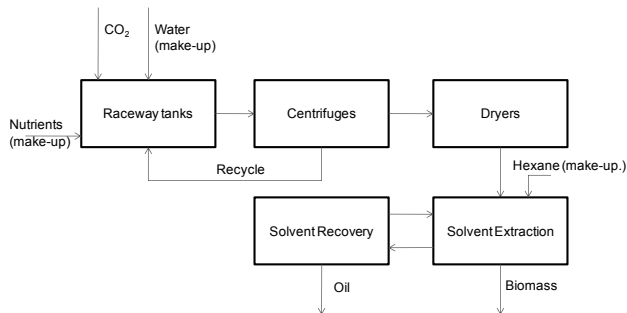 CO₂
Water
(make-up)
Raceway tanks
Centrifuges
Dryers
Nutrients
(make-up)
Recycle
Hexane (make-up.)
Solvent Recovery
Solvent Extraction
Oil
Biomass